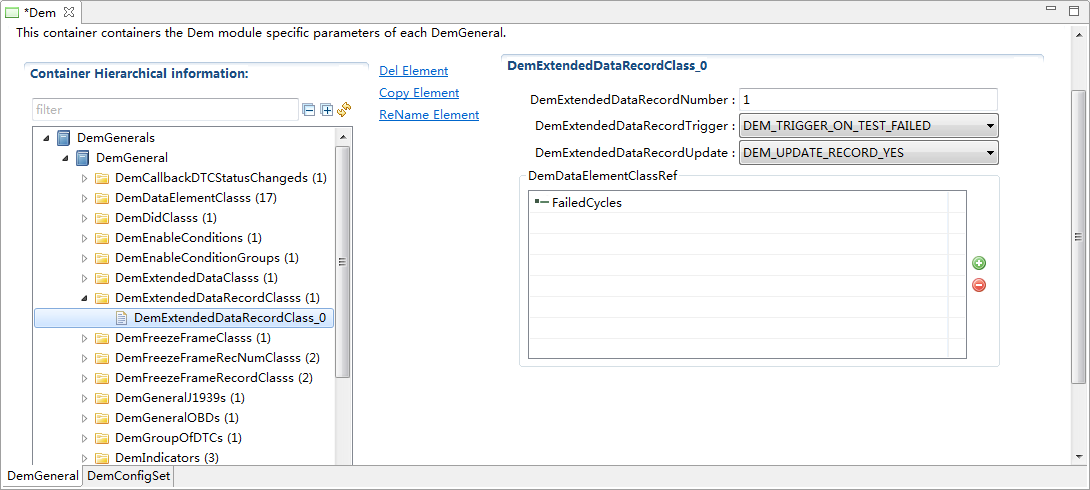 *Dem
This container containers the Dem module specific parameters of each DemGeneral.
Container Hierarchical information:
filter
DemGenerals
DemGeneral
DemCallbackDTCStatusChangeds (1)
DemDataElementClasss (17)
DemDidClasss (1)
DemEnableConditions (1)
DemEnableConditionGroups (1)
DemExtendedDataClasss (1)
DemExtendedDataRecordClasss (1)
DemExtendedDataRecordClass_0
DemFreezeFrameClasss (1)
DemFreezeFrameRecNumClasss (2)
DemFreezeFrameRecordClasss (2)
DemGeneralJ1939s (1)
DemGeneralOBDs (1)
DemGroupOfDTCs (1)
DemIndicators (3)
Del Element
Copy Element
ReName Element
DemExtendedDataRecordClass_0
DemExtendedDataRecordNumber : 1
DemExtendedDataRecordTrigger : DEM_TRIGGER_ON_TEST_FAILED
DemExtendedDataRecordUpdate : DEM_UPDATE_RECORD_YES
DemDataElementClassRef
FailedCycles
DemGeneral DemConfigSet